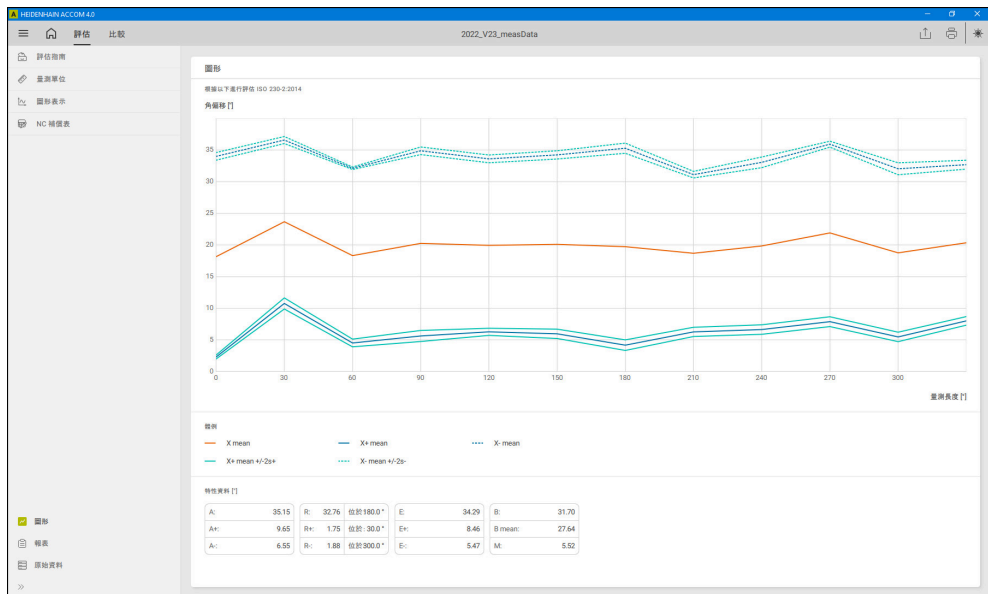 HEIDENHAIN ACCOM 4.0
評估 比較 2022_V23_measData
評估指南
量測單位
圖形表示
NC 補償表
圖形
根據以下進行評估 ISO 230-2:2014
角偏移 ["]
35
30
25
20
15
10
5
0
0 30 60 90 120 150 180 210 240 270 300
量測長度 [°]
圖例
X mean X+ mean X- mean
X+ mean +/-2s+ X- mean +/-2s-
特性資料 ["]
A: 35.15 R: 32.76 位於180.0 ° E: 34.29 B: 31.70
A+: 9.65 R+: 1.75 位於: 30.0 ° E+: 8.46 B mean: 27.64
A-: 6.55 R-: 1.88 位於300.0 ° E-: 5.47 M: 5.52
圖形
報表
原始資料